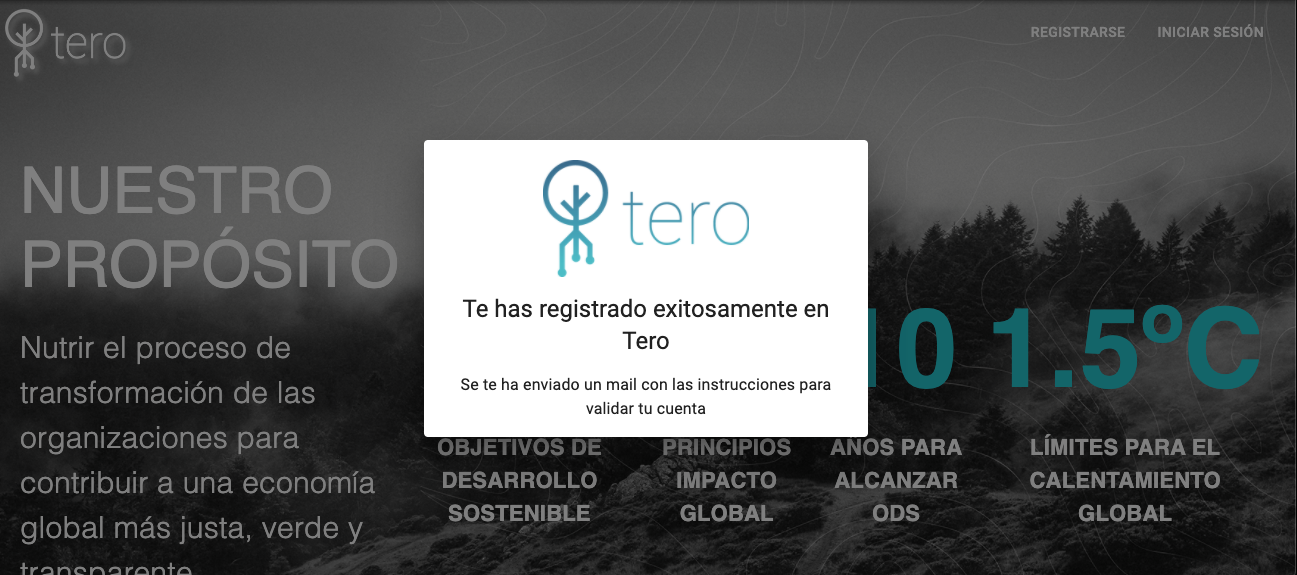 tero
REGISTRARSE
INICIAR SESIÓN
NUESTRO
PROPÓSITO
Nutrir el proceso de
transformación de las
organizaciones para
contribuir a una economía
global más justa, verde y
transparente
tero
Te has registrado exitosamente en
Tero
Se te ha enviado un mail con las instrucciones para
validar tu cuenta
10
1.5ºC
OBJETIVOS DE
DESARROLLO
SOSTENIBLE
PRINCIPIOS
IMPACTO
GLOBAL
AÑOS PARA
ALCANZAR
ODS
LÍMITES PARA EL
CALENTAMIENTO
GLOBAL